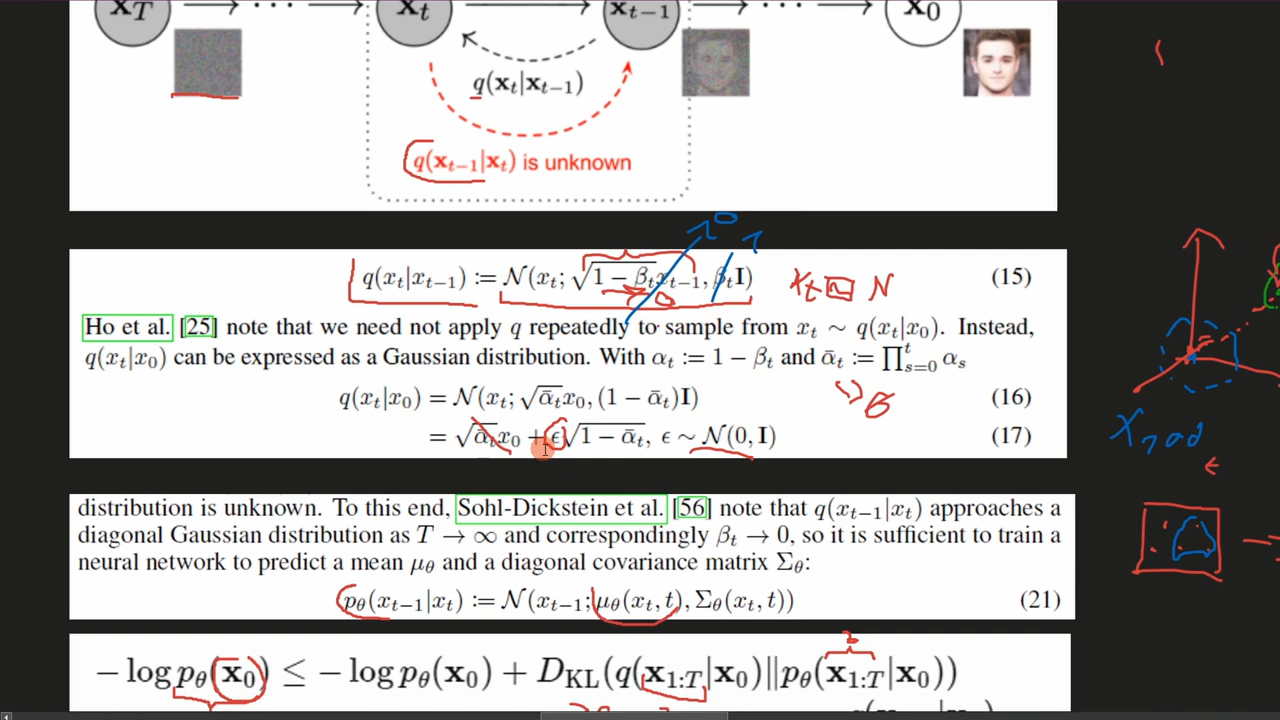 x_T → ⋯ → x_t → x_{t−1} → ⋯ → x_0
q(x_t|x_{t−1})
q(x_{t−1}|x_t) is unknown
q(x_t|x_{t−1}) := N(x_t; √(1 − β_t)x_{t−1}, β_tI) (15)
x_t ~ N
Ho et al. [25] note that we need not apply q repeatedly to sample from x_t ∼ q(x_t|x_0). Instead,
q(x_t|x_0) can be expressed as a Gaussian distribution. With α_t := 1 − β_t and ᾱ_t := ∏_{s=0}^{t} α_s
q(x_t|x_0) = N(x_t; √ᾱ_t x_0, (1 − ᾱ_t)I) (16)
= √ᾱ_t x_0 + ϵ√(1 − ᾱ_t), ϵ ∼ N(0, I) (17)
distribution is unknown. To this end, Sohl-Dickstein et al. [56] note that q(x_{t−1}|x_t) approaches a
diagonal Gaussian distribution as T → ∞ and correspondingly β_t → 0, so it is sufficient to train a
neural network to predict a mean μ_θ and a diagonal covariance matrix Σ_θ:
p_θ(x_{t−1}|x_t) := N(x_{t−1}; μ_θ(x_t, t), Σ_θ(x_t, t)) (21)
− log p_θ(x_0) ≤ − log p_θ(x_0) + D_KL(q(x_{1:T}|x_0)∥p_θ(x_{1:T}|x_0))